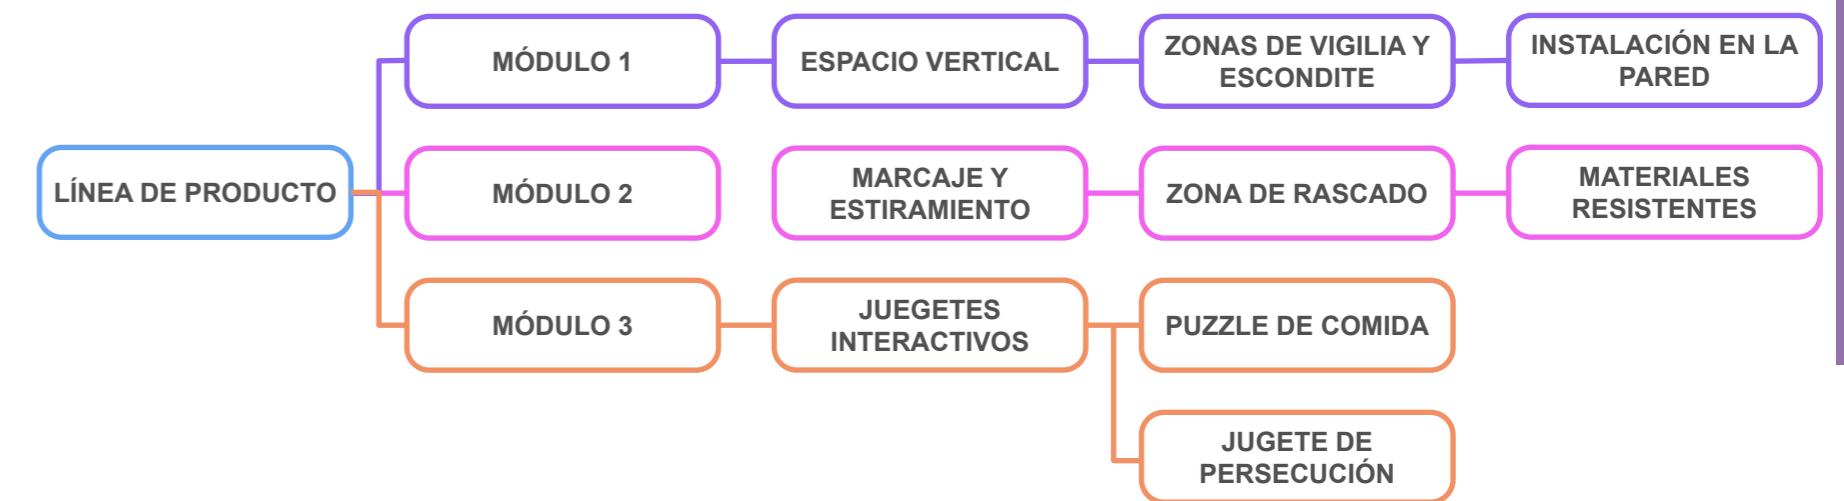 LÍNEA DE PRODUCTO
MÓDULO 1
ESPACIO VERTICAL
ZONAS DE VIGILIA Y
ESCONDITE
INSTALACIÓN EN LA
PARED
MÓDULO 2
MARCAJE Y
ESTIRAMIENTO
ZONA DE RASCADO
MATERIALES
RESISTENTES
MÓDULO 3
JUEGETES
INTERACTIVOS
PUZZLE DE COMIDA
JUGETE DE
PERSECUCIÓN